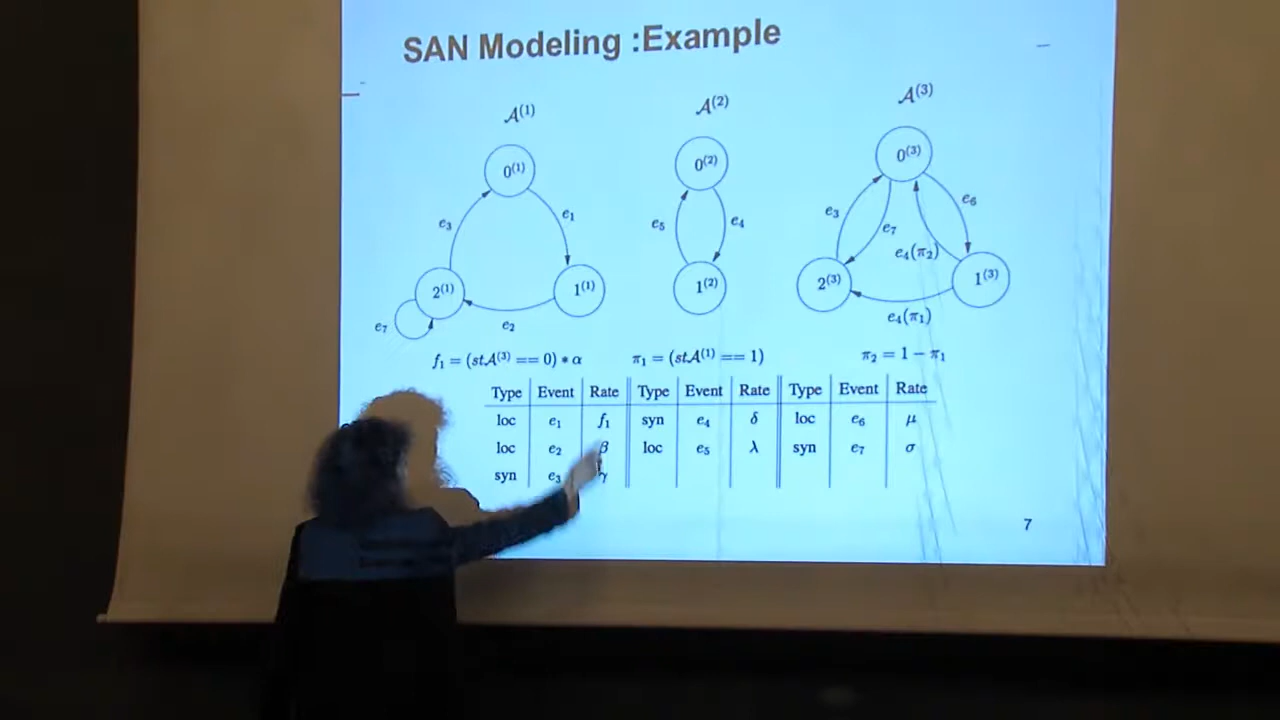 SAN Modeling :Example
𝒜⁽¹⁾ 𝒜⁽²⁾ 𝒜⁽³⁾
0⁽¹⁾ 0⁽²⁾ 0⁽³⁾
e₃ e₁ e₅ e₄ e₃ e₇ e₆
e₄(π₂)
2⁽¹⁾ 1⁽¹⁾ 1⁽²⁾ 2⁽³⁾ 1⁽³⁾
e₇ e₂ e₄(π₁)
f₁ = (st𝒜⁽³⁾ == 0) * α π₁ = (st𝒜⁽¹⁾ == 1) π₂ = 1 − π₁
Type Event Rate Type Event Rate Type Event Rate
loc e₁ f₁ syn e₄ δ loc e₆ μ
loc e₂ β loc e₅ λ syn e₇ σ
syn e₃ γ
7